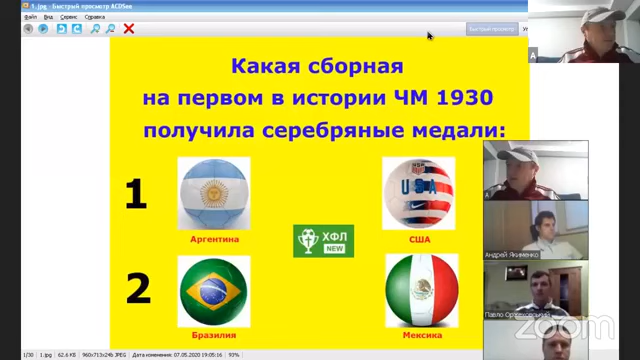 1.jpg - Быстрый просмотр ACDSee
Файл Вид Сервис Справка
Быстрый просмотр
Какая сборная
на первом в истории ЧМ 1930
получила серебряные медали:
1
Аргентина
USA
США
ХФЛ
NEW
2
Бразилия
Мексика
А
А
Андрей Якименко
Павло Оржеховський
zoom
1/30 1.jpg 62.6 KB 960x713x24b JPEG Дата изменения: 07.05.2020 19:05:16 93%